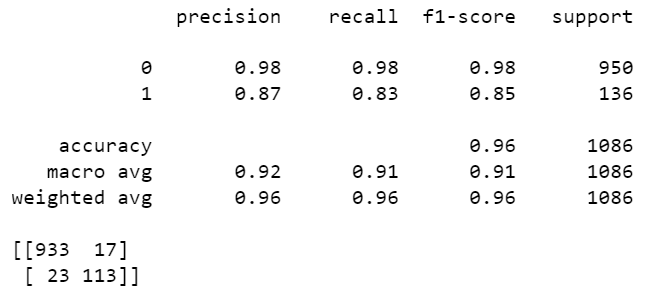 precision recall f1-score support
0 0.98 0.98 0.98 950
1 0.87 0.83 0.85 136
accuracy 0.96 1086
macro avg 0.92 0.91 0.91 1086
weighted avg 0.96 0.96 0.96 1086
[[933 17]
[ 23 113]]